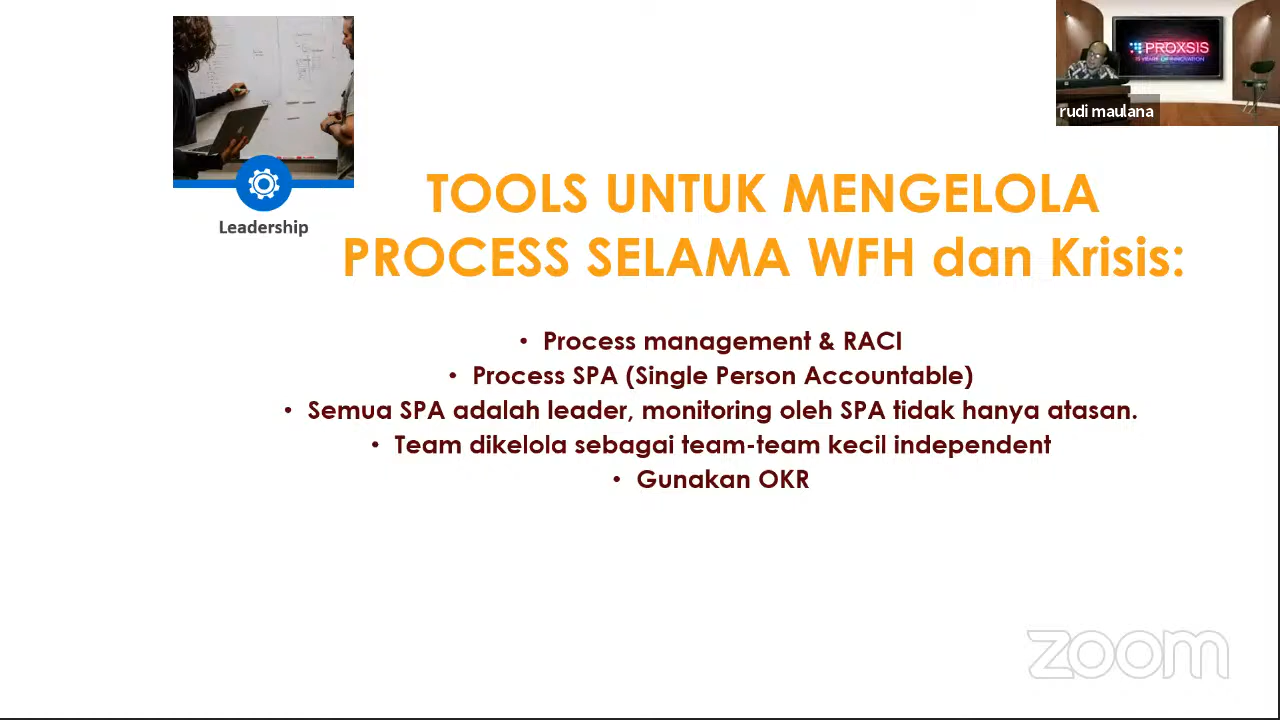 PROXSIS
rudi maulana
Leadership
TOOLS UNTUK MENGELOLA
PROCESS SELAMA WFH dan Krisis:
• Process management & RACI
• Process SPA (Single Person Accountable)
• Semua SPA adalah leader, monitoring oleh SPA tidak hanya atasan.
• Team dikelola sebagai team-team kecil independent
• Gunakan OKR
zoom